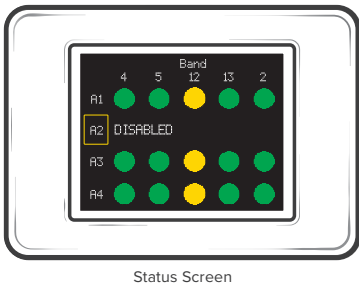 Band
4 5 12 13 2
A1
A2 DISABLED
A3
A4
Status Screen